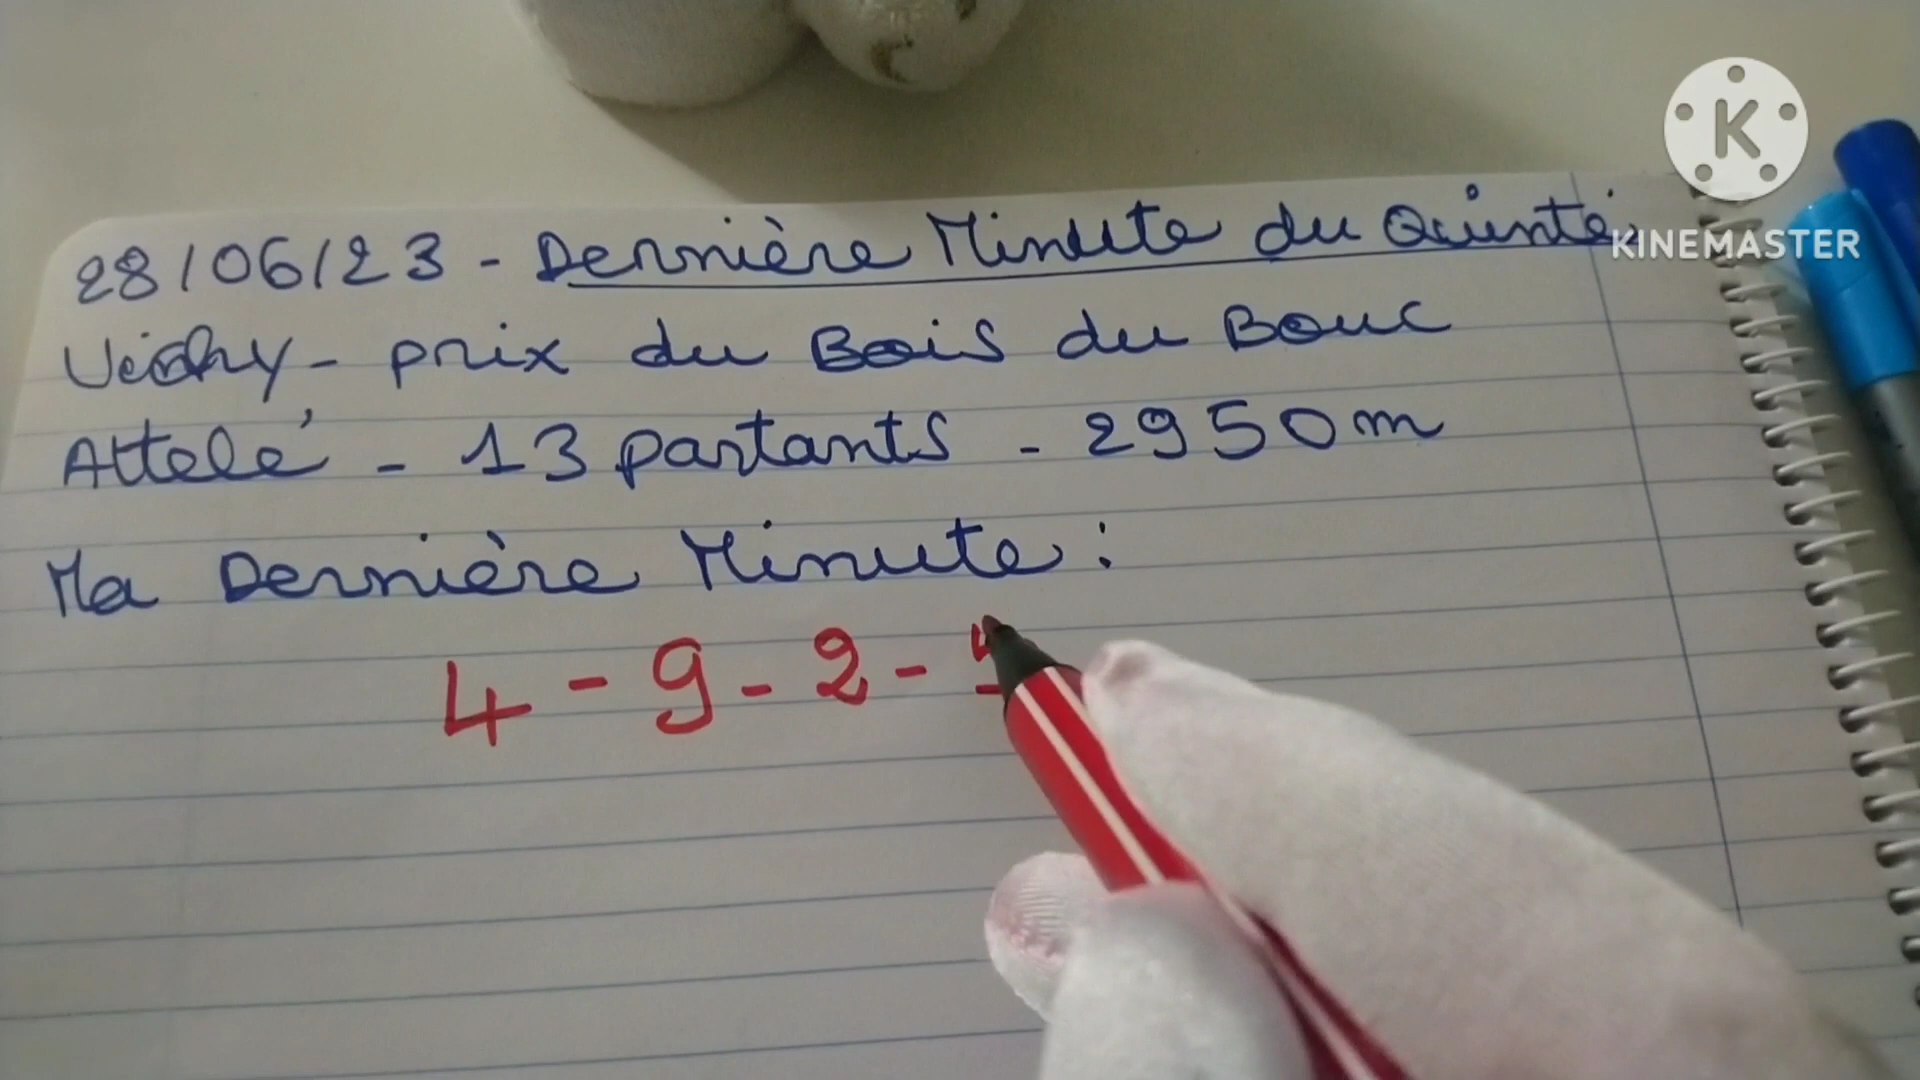 28/06/23 - Dernière Minute du Quinté
Vichy - prix du Bois du Bouc
Attelé - 13 partants - 2950m
Ma Dernière Minute :
4 - 9 - 2 - 5
K
KINEMASTER